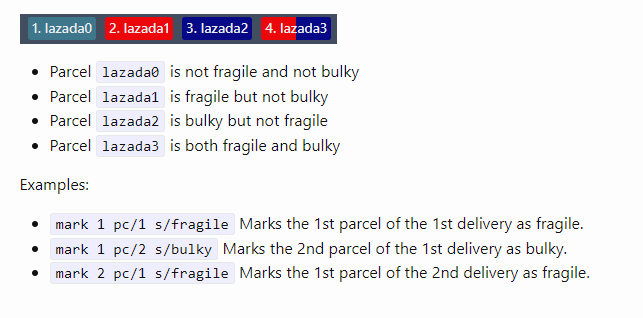 1. lazada0 2. lazada1 3. lazada2 4. lazada3
Parcel lazada0 is not fragile and not bulky
Parcel lazada1 is fragile but not bulky
Parcel lazada2 is bulky but not fragile
Parcel lazada3 is both fragile and bulky
Examples:
mark 1 pc/1 s/fragile Marks the 1st parcel of the 1st delivery as fragile.
mark 1 pc/2 s/bulky Marks the 2nd parcel of the 1st delivery as bulky.
mark 2 pc/1 s/fragile Marks the 1st parcel of the 2nd delivery as fragile.